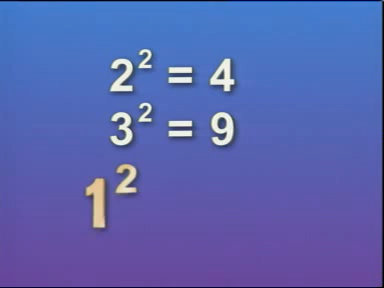 2² = 4
3² = 9
1²